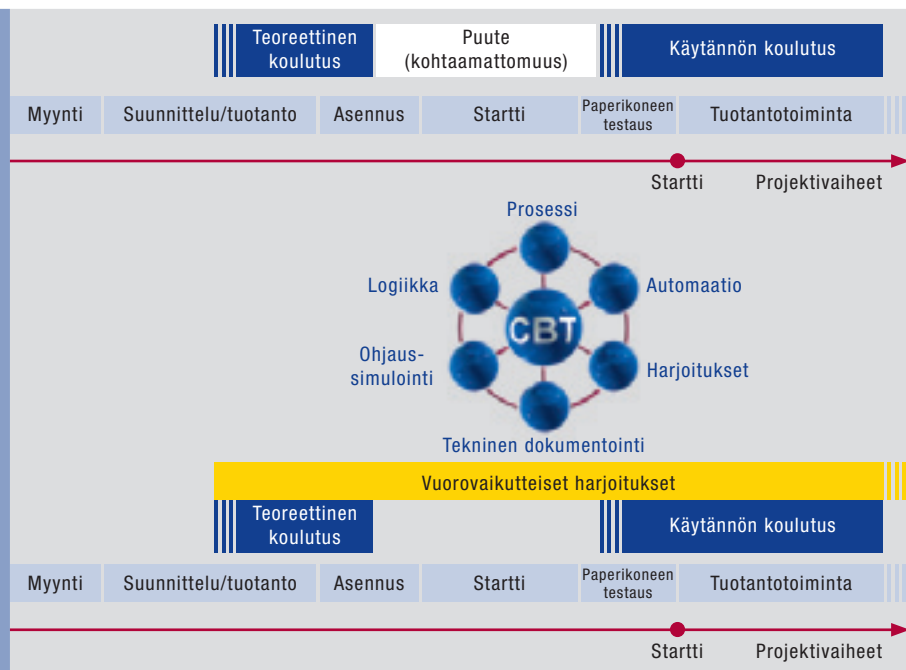 Teoreettinen
koulutus
Puute
(kohtaamattomuus)
Käytännön koulutus
Myynti
Suunnittelu/tuotanto
Asennus
Startti
Paperikoneen
testaus
Tuotantotoiminta
Startti
Projektivaiheet
Prosessi
Logiikka
Automaatio
CBT
Ohjaus-
simulointi
Harjoitukset
Tekninen dokumentointi
Vuorovaikutteiset harjoitukset
Teoreettinen
koulutus
Käytännön koulutus
Myynti
Suunnittelu/tuotanto
Asennus
Startti
Paperikoneen
testaus
Tuotantotoiminta
Startti
Projektivaiheet